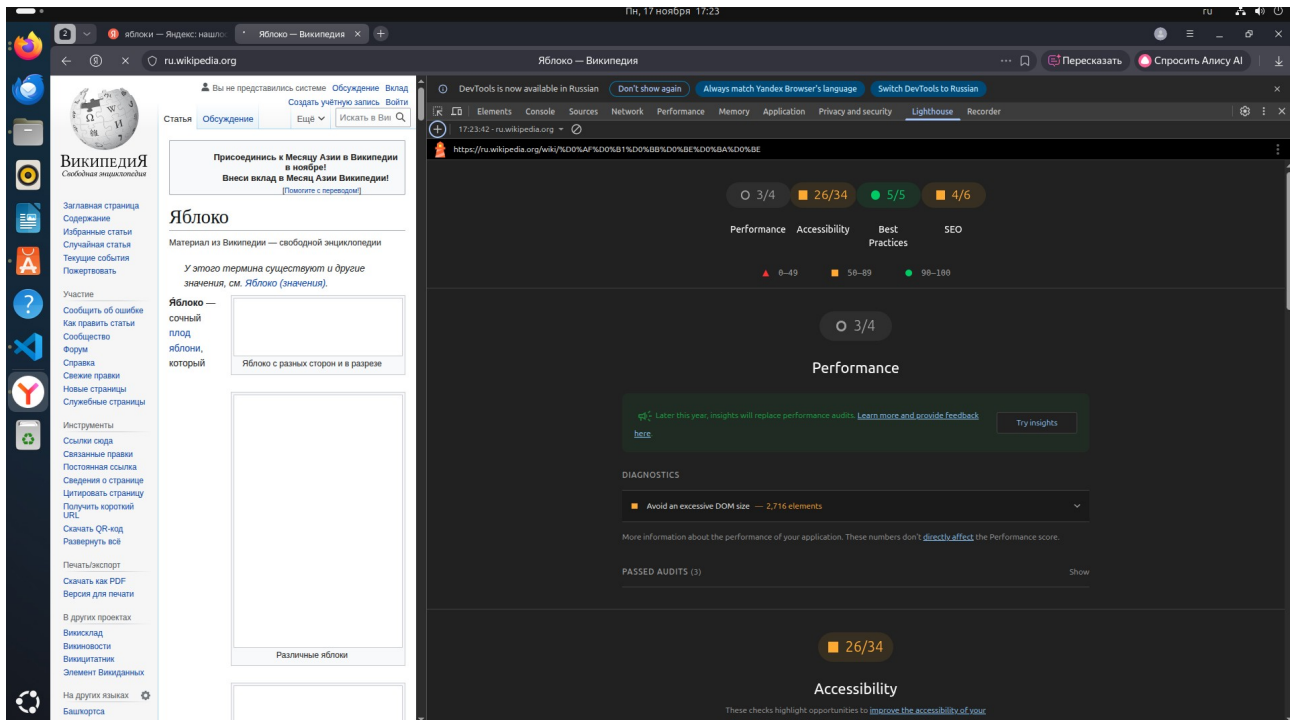 Пн, 17 ноября 17:23
ru
2
яблоки — Яндекс: нашлос
Яблоко — Википедия
ru.wikipedia.org
Яблоко — Википедия
Пересказать
Спросить Алису AI
Вы не представились системе Обсуждение Вклад
Создать учётную запись Войти
Статья Обсуждение Ещё Искать в Ви
ВикипедиЯ
Свободная энциклопедия
Заглавная страница
Содержание
Избранные статьи
Случайная статья
Текущие события
Пожертвовать
Участие
Сообщить об ошибке
Как править статьи
Сообщество
Форум
Справка
Свежие правки
Новые страницы
Служебные страницы
Инструменты
Ссылки сюда
Связанные правки
Постоянная ссылка
Сведения о странице
Цитировать страницу
Получить короткий
URL
Скачать QR-код
Развернуть всё
Печать/экспорт
Скачать как PDF
Версия для печати
В других проектах
Викисклад
Викиновости
Викицитатник
Элемент Викиданных
На других языках
Башкортса
Присоединись к Месяцу Азии в Википедии
в ноябре!
Внеси вклад в Месяц Азии Википедии!
[Помогите с переводом!]
Яблоко
Материал из Википедии — свободной энциклопедии
У этого термина существуют и другие
значения, см. Яблоко (значения).
Я́блоко —
сочный
плод
яблони,
который
Яблоко с разных сторон и в разрезе
Различные яблоки
DevTools is now available in Russian Don't show again Always match Yandex Browser's language Switch DevTools to Russian
Elements Console Sources Network Performance Memory Application Privacy and security Lighthouse Recorder
17:23:42 - ru.wikipedia.org
https://ru.wikipedia.org/wiki/%D0%AF%D0%B1%D0%BB%D0%BE%D0%BA%D0%BE
3/4 26/34 5/5 4/6
Performance Accessibility Best SEO
Practices
0–49 50–89 90–100
3/4
Performance
Later this year, insights will replace performance audits. Learn more and provide feedback
here.
Try insights
DIAGNOSTICS
Avoid an excessive DOM size — 2,716 elements
More information about the performance of your application. These numbers don't directly affect the Performance score.
PASSED AUDITS (3) Show
26/34
Accessibility
These checks highlight opportunities to improve the accessibility of your